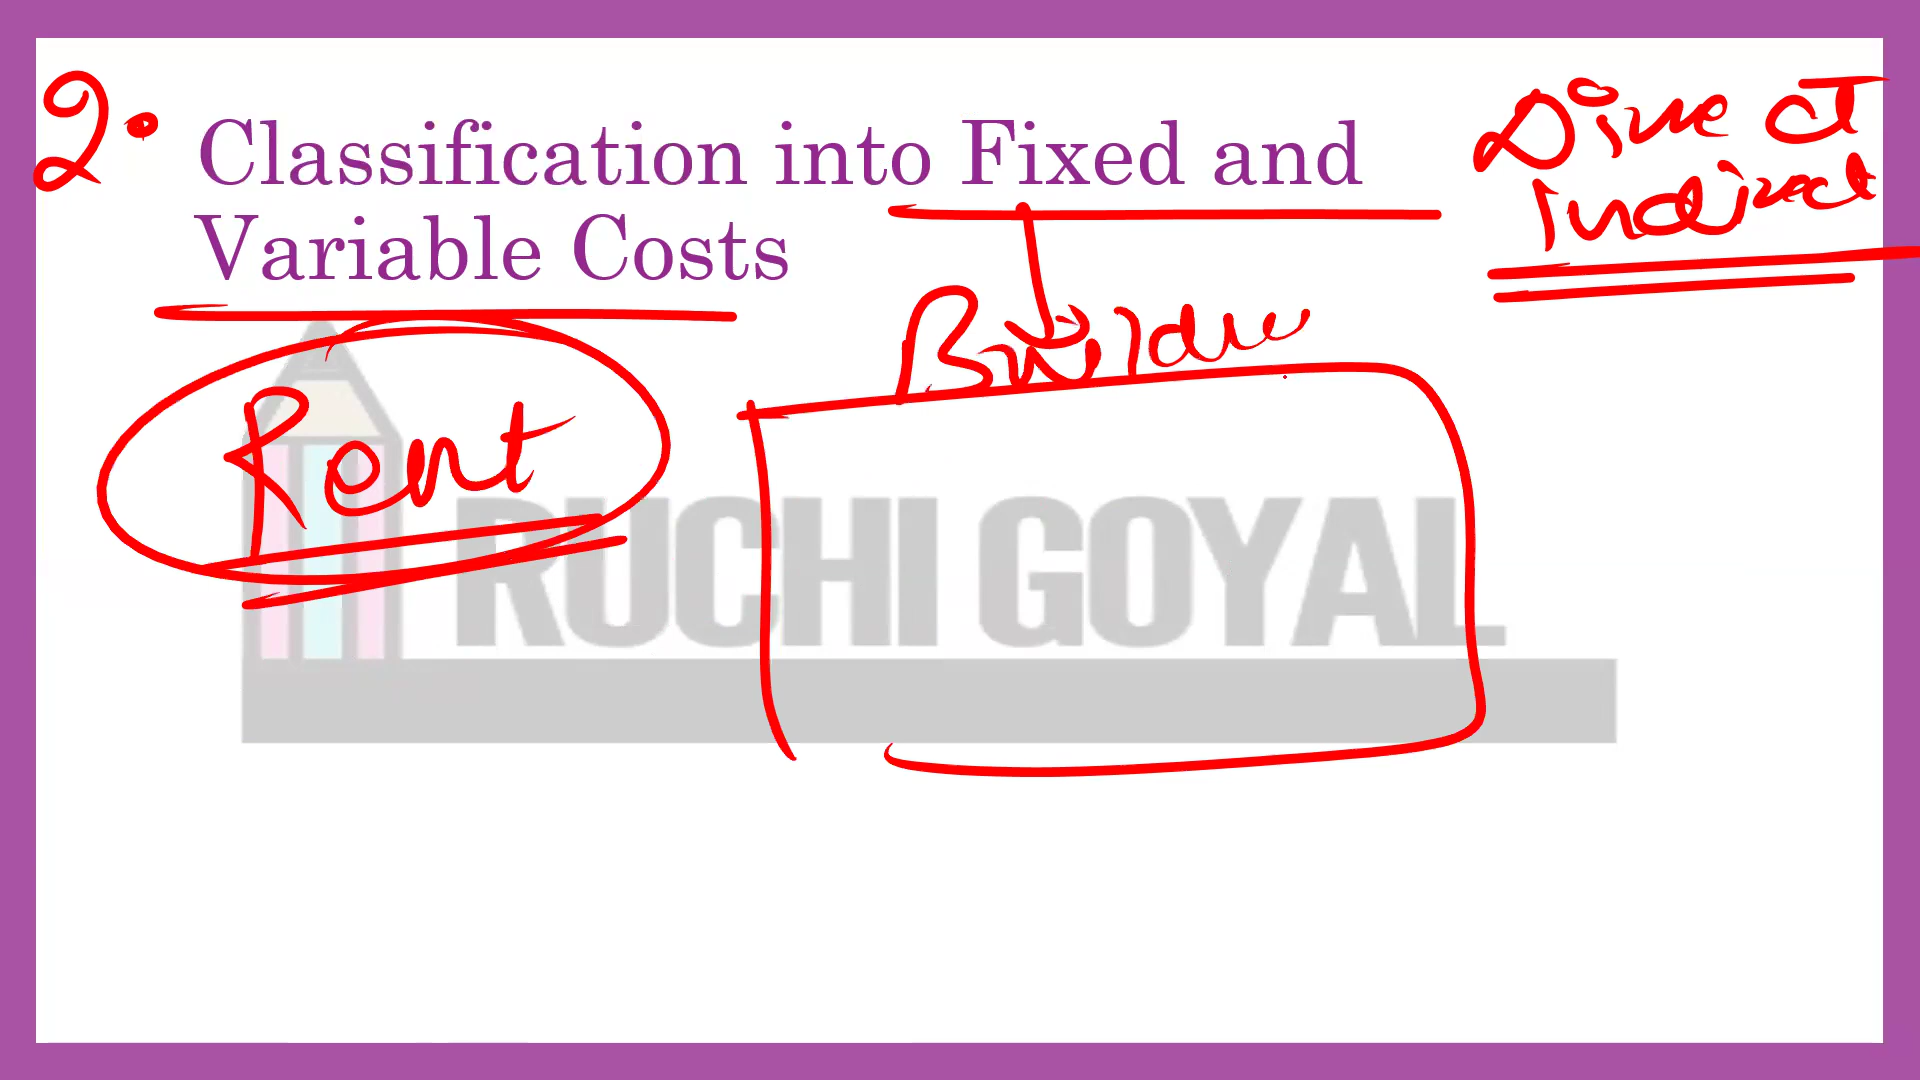 2.
Classification into Fixed and
Variable Costs
Direct
Indirect
Rent
RUCHI GOYAL